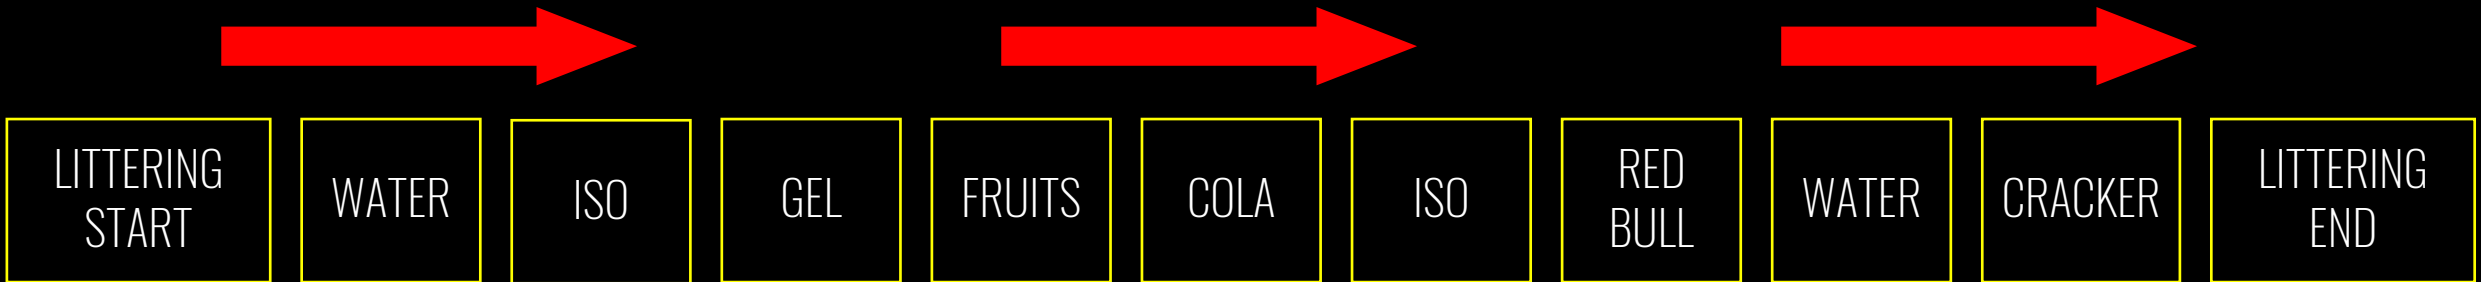 LITTERING
START
WATER
ISO
GEL
FRUITS
COLA
ISO
RED
BULL
WATER
CRACKER
LITTERING
END